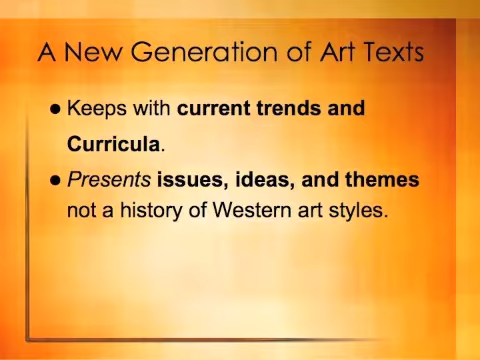 A New Generation of Art Texts
● Keeps with current trends and
Curricula.
● Presents issues, ideas, and themes
not a history of Western art styles.